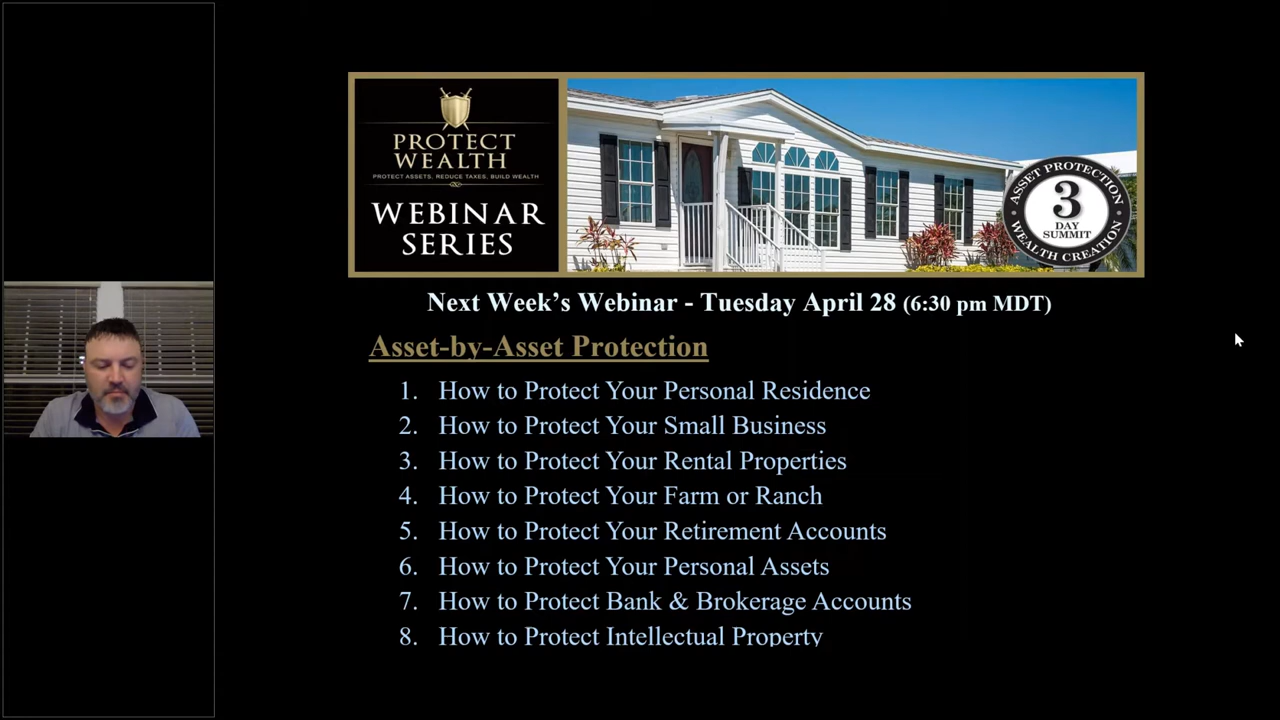 PROTECT
WEALTH
PROTECT ASSETS, REDUCE TAXES, BUILD WEALTH
WEBINAR
SERIES
ASSET PROTECTION
3
DAY
SUMMIT
WEALTH CREATION
Next Week's Webinar - Tuesday April 28 (6:30 pm MDT)
Asset-by-Asset Protection
1. How to Protect Your Personal Residence
2. How to Protect Your Small Business
3. How to Protect Your Rental Properties
4. How to Protect Your Farm or Ranch
5. How to Protect Your Retirement Accounts
6. How to Protect Your Personal Assets
7. How to Protect Bank & Brokerage Accounts
8. How to Protect Intellectual Property